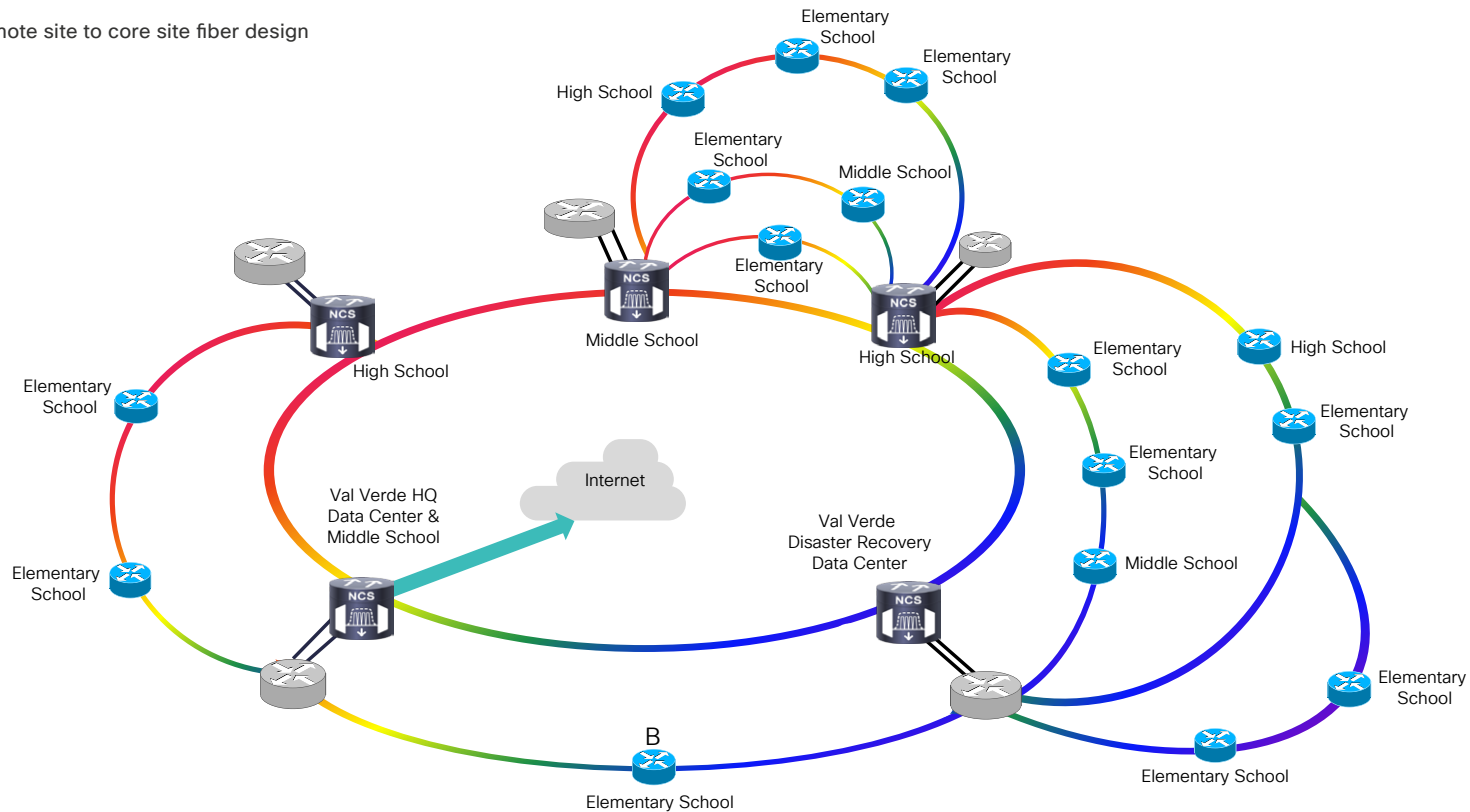 note site to core site fiber design
Elementary
School
Elementary
School
High School
Elementary
School
Middle School
Elementary
School
NCS
Middle School
NCS
High School
NCS
High School
High School
Elementary
School
Elementary
School
Elementary
School
Elementary
School
Internet
Val Verde HQ
Data Center &
Middle School
Val Verde
Disaster Recovery
Data Center
Middle School
Elementary
School
NCS
NCS
Elementary
School
B
Elementary School
Elementary School